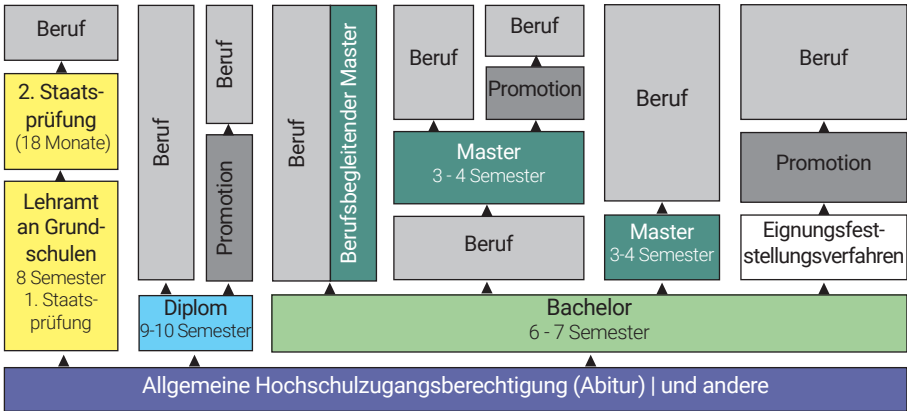 Beruf
2. Staats-
prüfung
(18 Monate)
Lehramt
an Grund-
schulen
8 Semester
1. Staats-
prüfung
Beruf
Beruf
Promotion
Diplom
9-10 Semester
Beruf
Berufsbegleitender Master
Beruf
Beruf
Promotion
Master
3 - 4 Semester
Beruf
Beruf
Master
3-4 Semester
Beruf
Promotion
Eignungsfest-
stellungsverfahren
Bachelor
6 - 7 Semester
Allgemeine Hochschulzugangsberechtigung (Abitur) | und andere